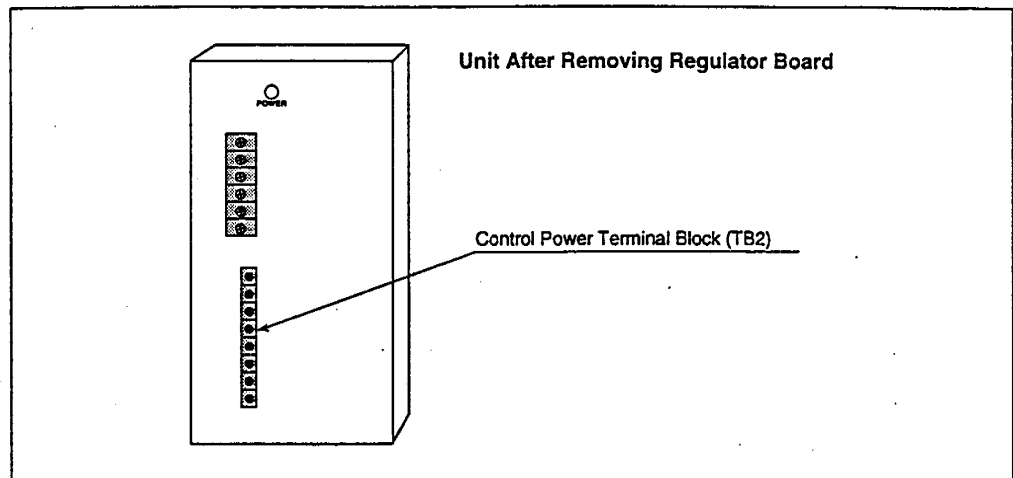 Unit After Removing Regulator Board
POWER
Control Power Terminal Block (TB2)